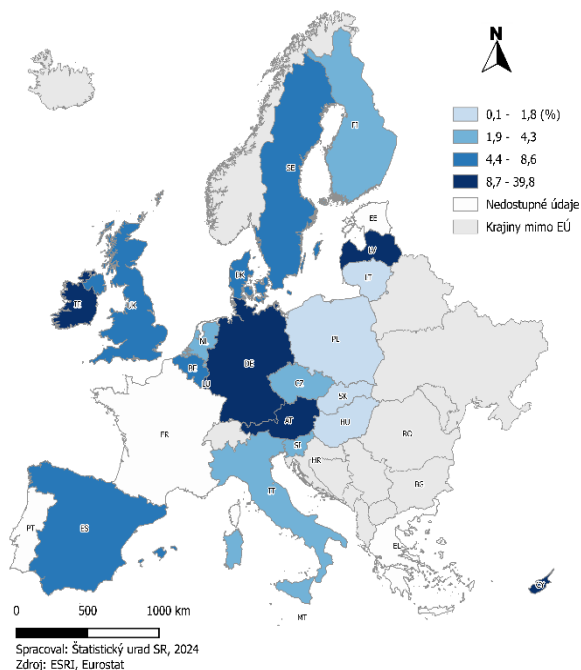 N
0,1 - 1,8 (%)
1,9 - 4,3
4,4 - 8,6
8,7 - 39,8
Nedostupné údaje
Krajiny mimo EÚ
FI
SE
EE
LV
LT
DK
IE
UK
NL
BE
LU
DE
PL
CZ
SK
AT
HU
SI
HR
RO
BG
FR
IT
PT
ES
EL
CY
MT
0 500 1000 km
Spracoval: Štatistický urad SR, 2024
Zdroj: ESRI, Eurostat